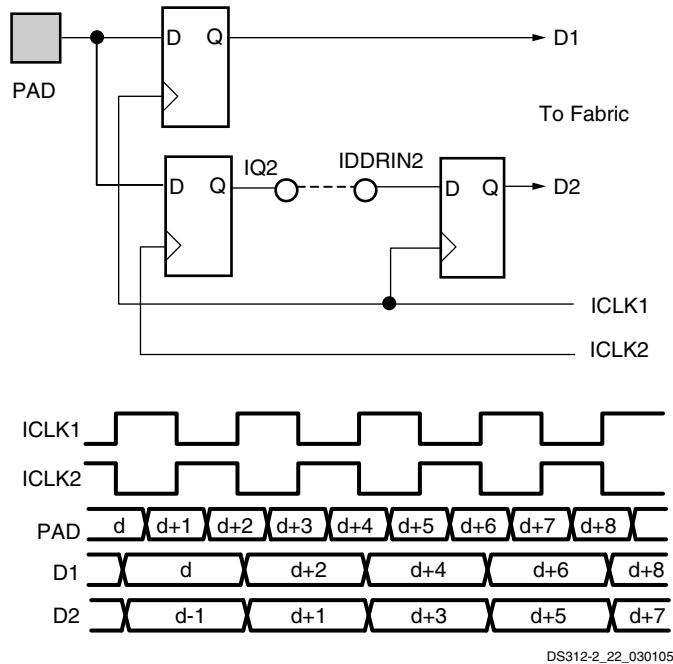 D Q D1
PAD
To Fabric
IQ2 IDDRIN2
D Q D Q D2
ICLK1
ICLK2
ICLK1
ICLK2
PAD d d+1 d+2 d+3 d+4 d+5 d+6 d+7 d+8
D1 d d+2 d+4 d+6 d+8
D2 d-1 d+1 d+3 d+5 d+7
DS312-2_22_030105